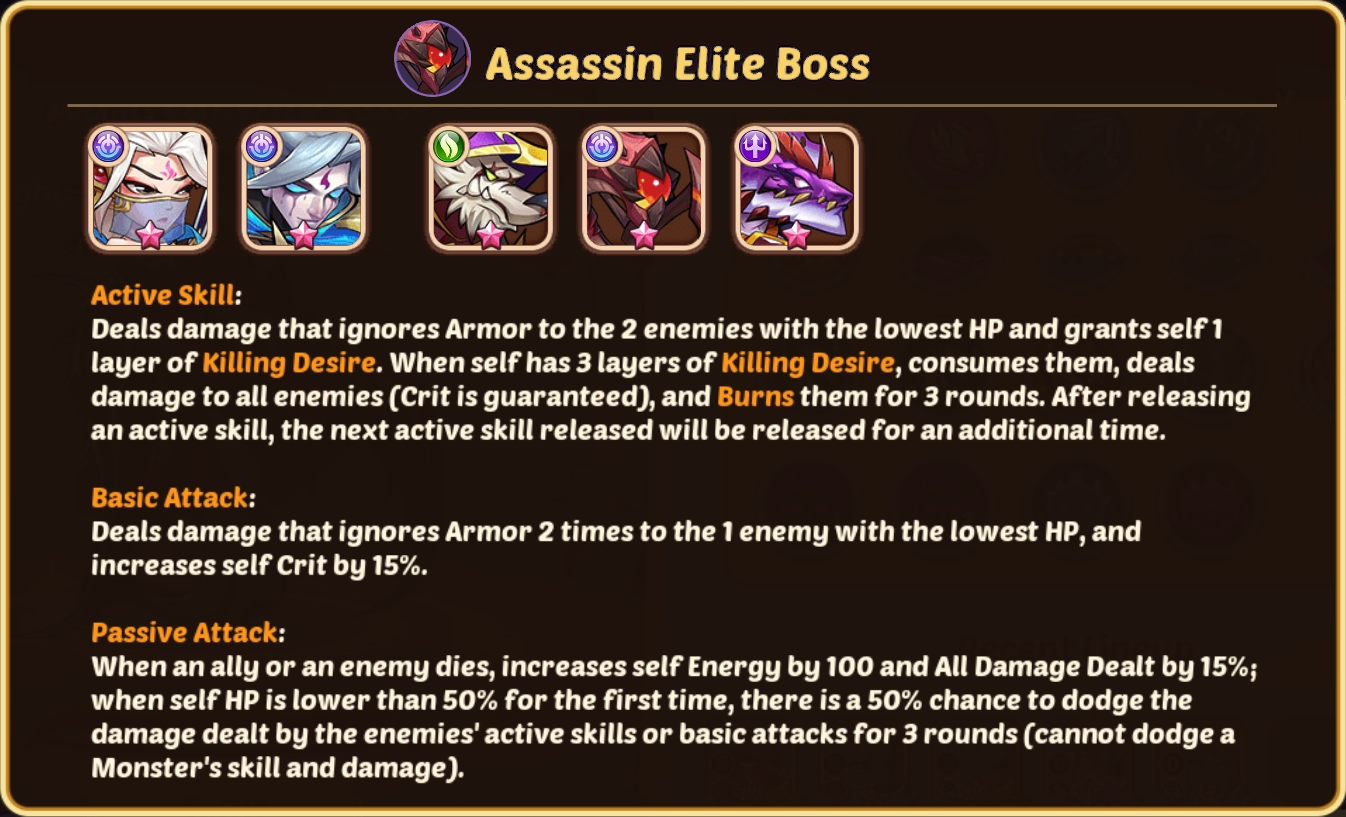 Assassin Elite Boss
Active Skill:
Deals damage that ignores Armor to the 2 enemies with the lowest HP and grants self 1
layer of Killing Desire. When self has 3 layers of Killing Desire, consumes them, deals
damage to all enemies (Crit is guaranteed), and Burns them for 3 rounds. After releasing
an active skill, the next active skill released will be released for an additional time.
Basic Attack:
Deals damage that ignores Armor 2 times to the 1 enemy with the lowest HP, and
increases self Crit by 15%.
Passive Attack:
When an ally or an enemy dies, increases self Energy by 100 and All Damage Dealt by 15%;
when self HP is lower than 50% for the first time, there is a 50% chance to dodge the
damage dealt by the enemies' active skills or basic attacks for 3 rounds (cannot dodge a
Monster's skill and damage).